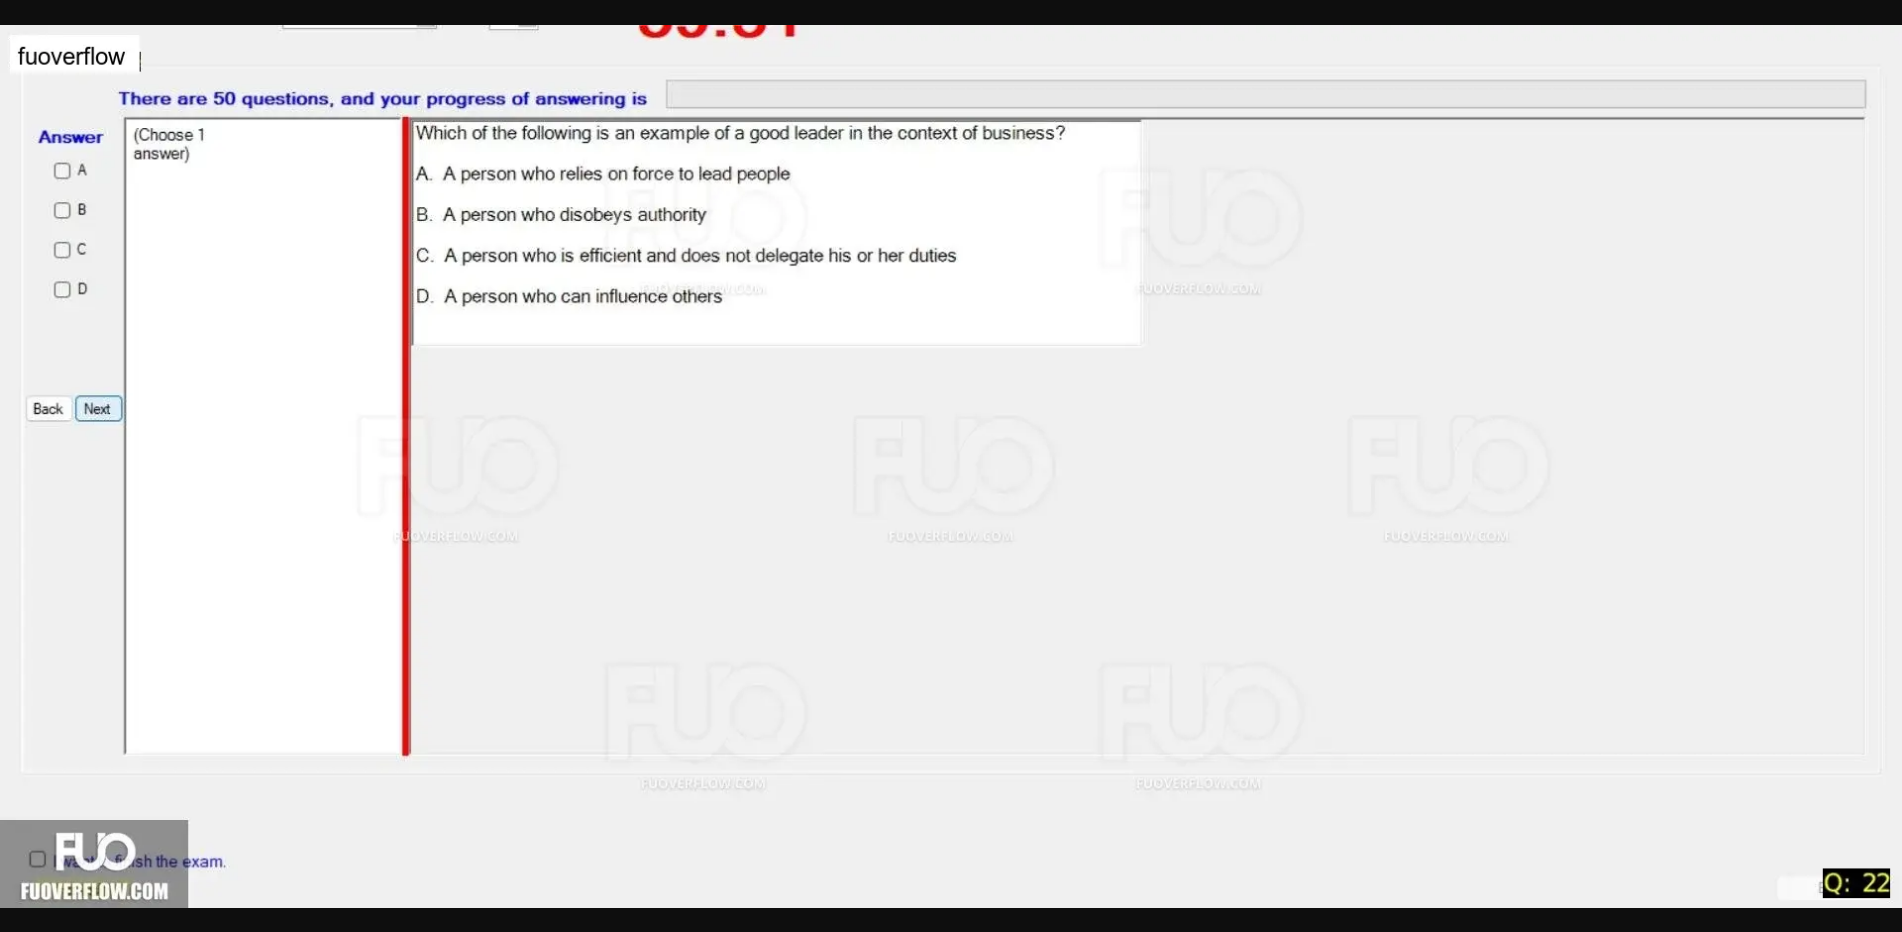 fuoverflow
There are 50 questions, and your progress of answering is
Answer
(Choose 1
answer)
A
B
C
D
Back
Next
Which of the following is an example of a good leader in the context of business?
A. A person who relies on force to lead people
B. A person who disobeys authority
C. A person who is efficient and does not delegate his or her duties
D. A person who can influence others
FUO
FUOVERFLOW.COM
FUO
FUOVERFLOW.COM
FUO
FUOVERFLOW.COM
FUO
FUOVERFLOW.COM
FUO
FUOVERFLOW.COM
FUO
FUOVERFLOW.COM
FUO
FUOVERFLOW.COM
the exam.
FUO
FUOVERFLOW.COM
Q: 22